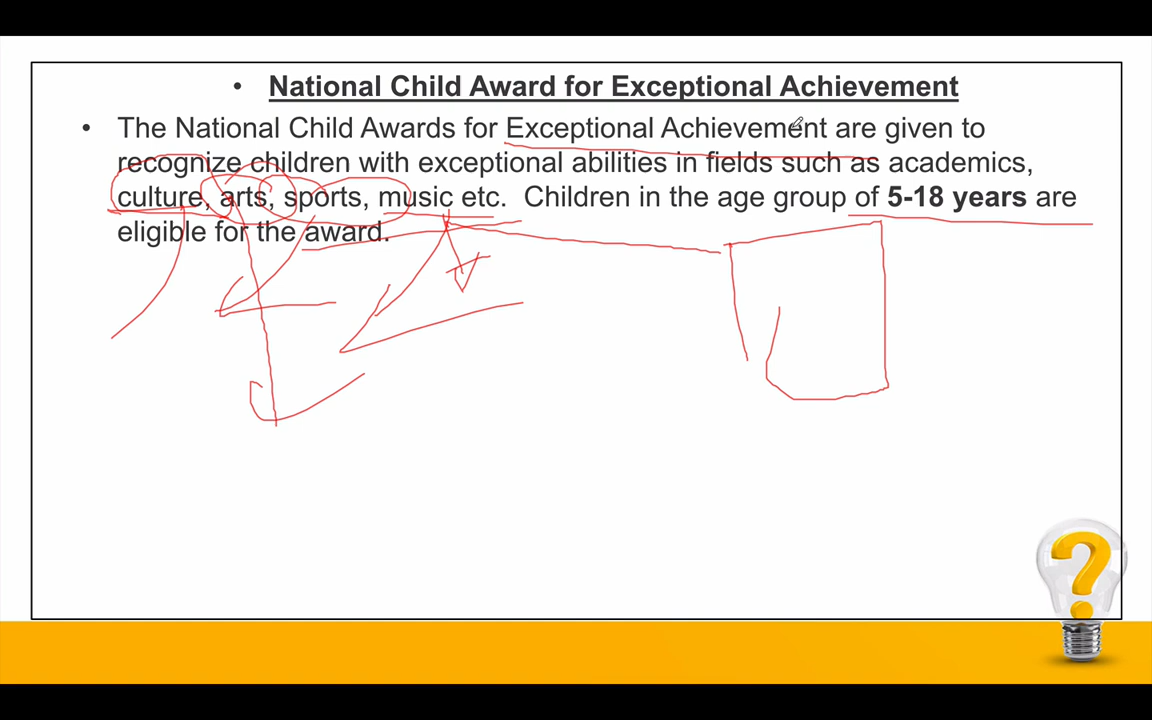 • National Child Award for Exceptional Achievement
• The National Child Awards for Exceptional Achievement are given to
recognize children with exceptional abilities in fields such as academics,
culture, arts, sports, music etc. Children in the age group of 5-18 years are
eligible for the award.
?